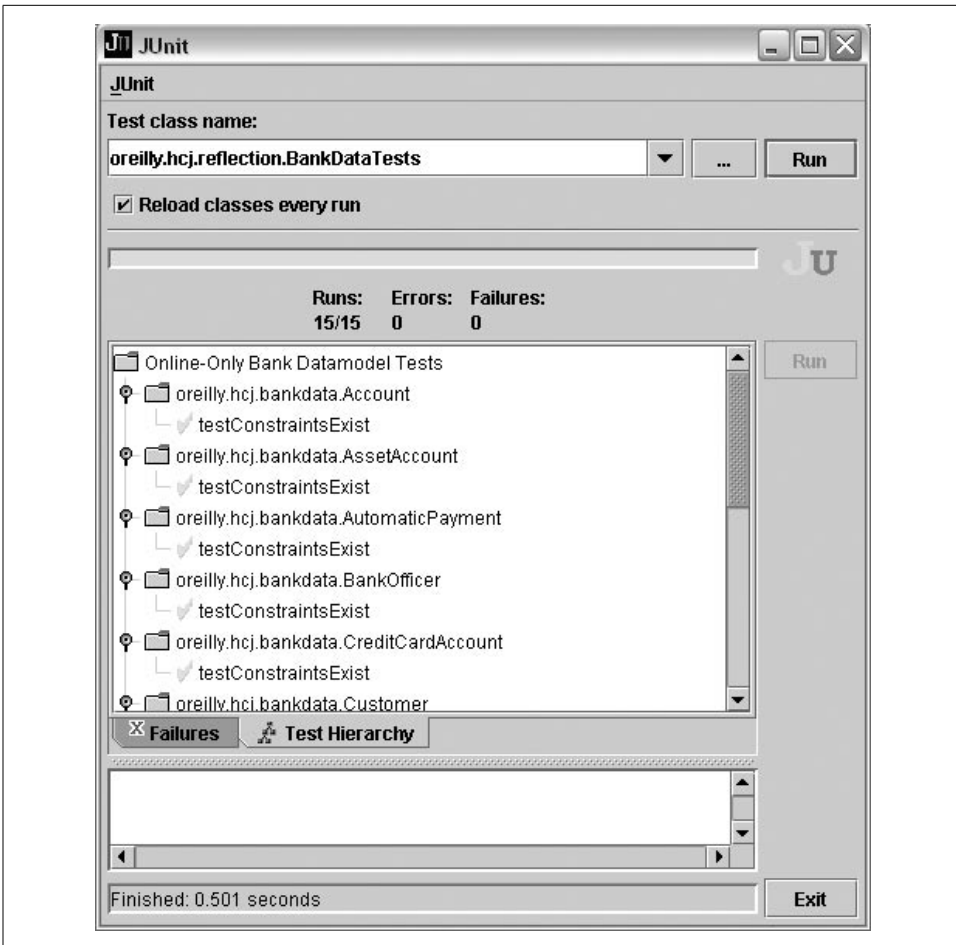 JU JUnit
JUnit
Test class name:
oreilly.hcj.reflection.BankDataTests ... Run
Reload classes every run
JU
Runs: Errors: Failures:
15/15 0 0
Online-Only Bank Datamodel Tests Run
oreilly.hcj.bankdata.Account
testConstraintsExist
oreilly.hcj.bankdata.AssetAccount
testConstraintsExist
oreilly.hcj.bankdata.AutomaticPayment
testConstraintsExist
oreilly.hcj.bankdata.BankOfficer
testConstraintsExist
oreilly.hcj.bankdata.CreditCardAccount
testConstraintsExist
oreilly.hcj.bankdata.Customer
X Failures Test Hierarchy
Finished: 0.501 seconds Exit